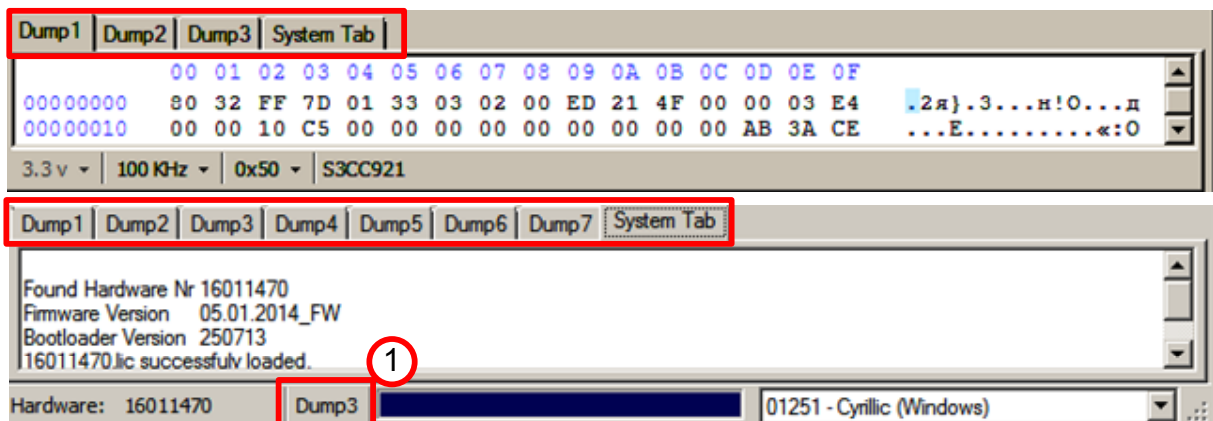 Dump1 Dump2 Dump3 System Tab
00 01 02 03 04 05 06 07 08 09 0A 0B 0C 0D 0E 0F
00000000 80 32 FF 7D 01 33 03 02 00 ED 21 4F 00 00 03 E4 .2я}.3...н!O...д
00000010 00 00 10 C5 00 00 00 00 00 00 00 00 00 AB 3A CE ...Е.........«:О
3.3 v 100 KHz 0x50 S3CC921
Dump1 Dump2 Dump3 Dump4 Dump5 Dump6 Dump7 System Tab
Found Hardware Nr 16011470
Firmware Version 05.01.2014_FW
Bootloader Version 250713
16011470.lic successfuly loaded.
1
Hardware: 16011470 Dump3 01251 - Cyrillic (Windows)